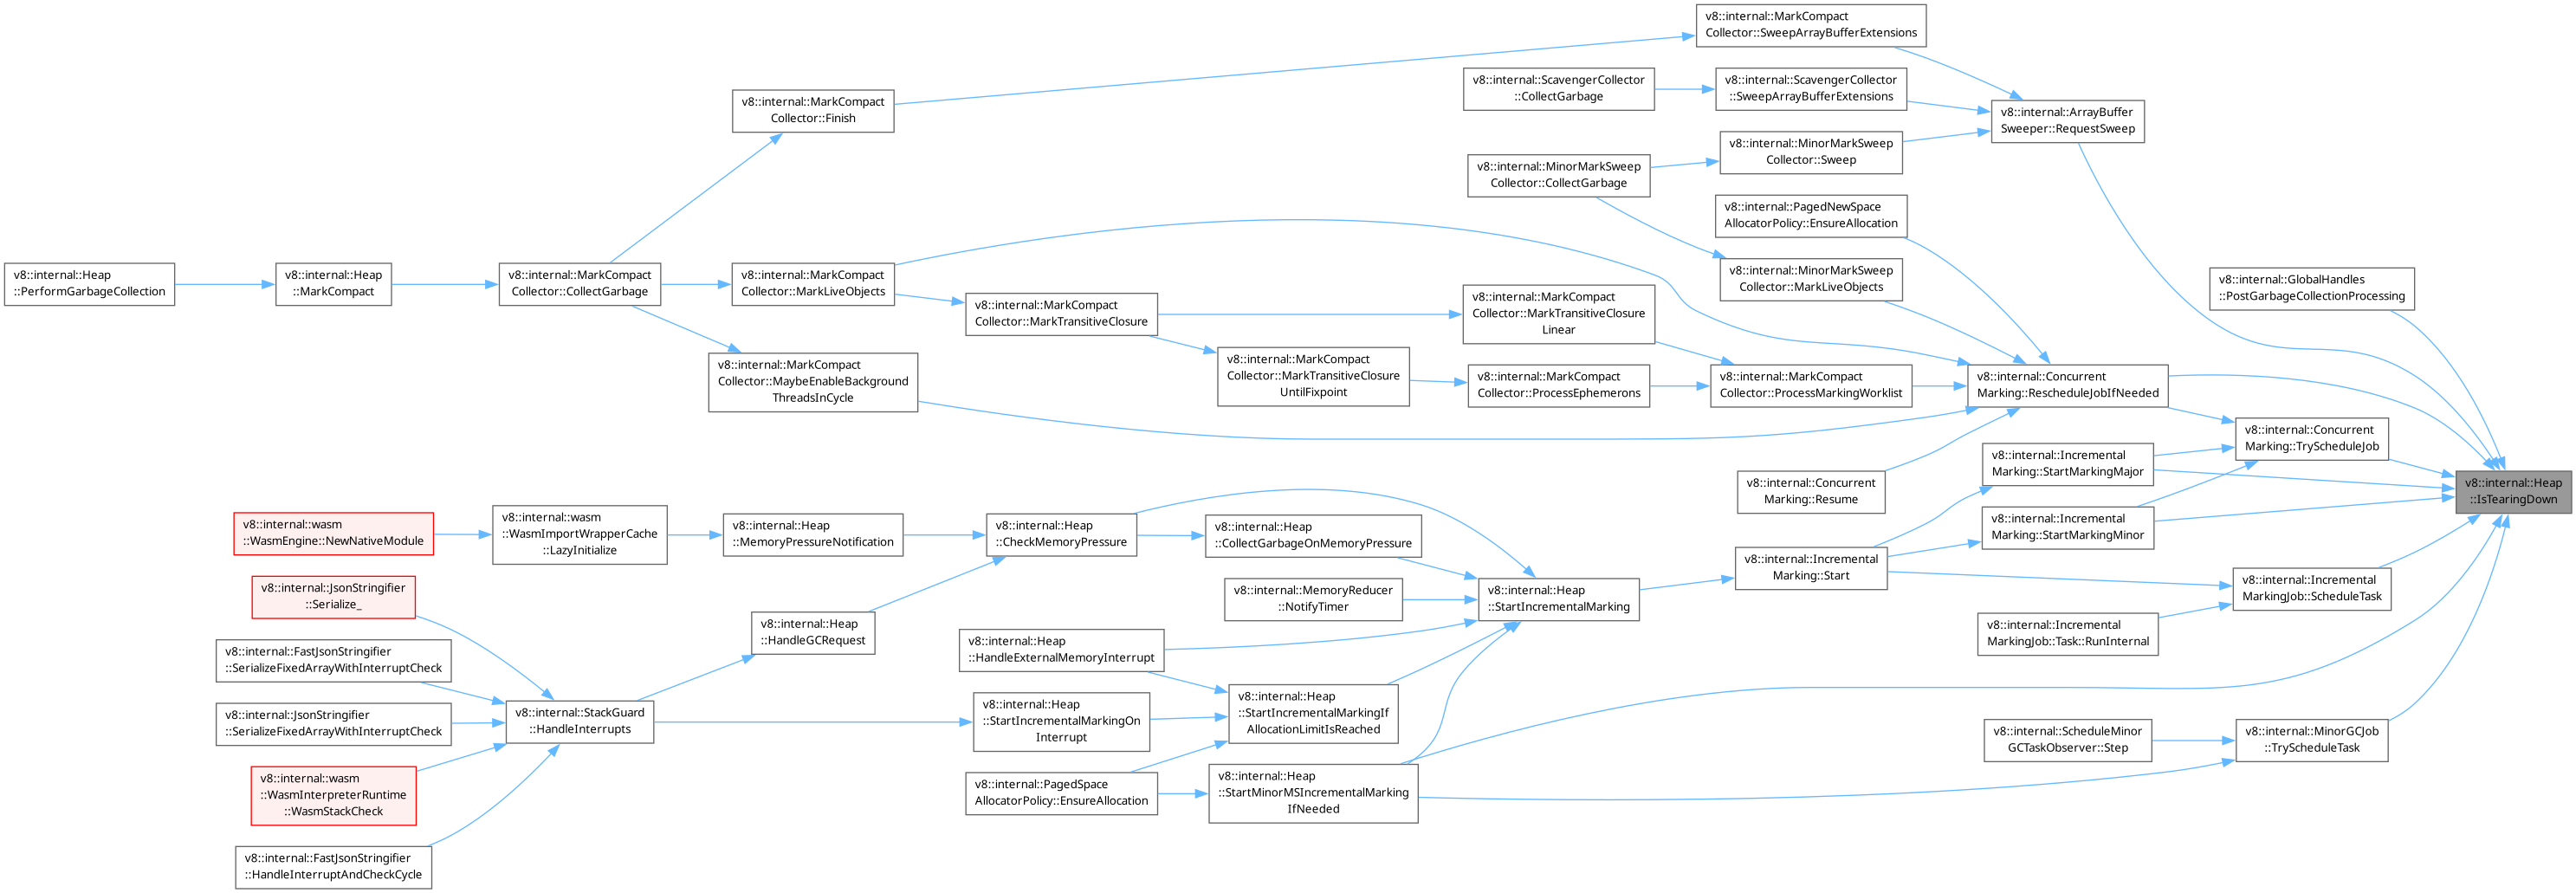 v8::internal::MarkCompact
Collector::SweepArrayBufferExtensions
v8::internal::ScavengerCollector
::CollectGarbage
v8::internal::ScavengerCollector
::SweepArrayBufferExtensions
v8::internal::MarkCompact
Collector::Finish
v8::internal::ArrayBuffer
Sweeper::RequestSweep
v8::internal::MinorMarkSweep
Collector::Sweep
v8::internal::MinorMarkSweep
Collector::CollectGarbage
v8::internal::PagedNewSpace
AllocatorPolicy::EnsureAllocation
v8::internal::Heap
::PerformGarbageCollection
v8::internal::Heap
::MarkCompact
v8::internal::MarkCompact
Collector::CollectGarbage
v8::internal::MarkCompact
Collector::MarkLiveObjects
v8::internal::MinorMarkSweep
Collector::MarkLiveObjects
v8::internal::GlobalHandles
::PostGarbageCollectionProcessing
v8::internal::MarkCompact
Collector::MarkTransitiveClosure
v8::internal::MarkCompact
Collector::MarkTransitiveClosure
Linear
v8::internal::MarkCompact
Collector::MaybeEnableBackground
ThreadsInCycle
v8::internal::MarkCompact
Collector::MarkTransitiveClosure
UntilFixpoint
v8::internal::MarkCompact
Collector::ProcessEphemerons
v8::internal::MarkCompact
Collector::ProcessMarkingWorklist
v8::internal::Concurrent
Marking::RescheduleJobIfNeeded
v8::internal::Concurrent
Marking::TryScheduleJob
v8::internal::Incremental
Marking::StartMarkingMajor
v8::internal::Concurrent
Marking::Resume
v8::internal::Heap
::IsTearingDown
v8::internal::wasm
::WasmEngine::NewNativeModule
v8::internal::wasm
::WasmImportWrapperCache
::LazyInitialize
v8::internal::Heap
::MemoryPressureNotification
v8::internal::Heap
::CheckMemoryPressure
v8::internal::Heap
::CollectGarbageOnMemoryPressure
v8::internal::Incremental
Marking::StartMarkingMinor
v8::internal::Incremental
Marking::Start
v8::internal::JsonStringifier
::Serialize_
v8::internal::MemoryReducer
::NotifyTimer
v8::internal::Heap
::StartIncrementalMarking
v8::internal::Incremental
MarkingJob::ScheduleTask
v8::internal::Heap
::HandleGCRequest
v8::internal::Incremental
MarkingJob::Task::RunInternal
v8::internal::FastJsonStringifier
::SerializeFixedArrayWithInterruptCheck
v8::internal::Heap
::HandleExternalMemoryInterrupt
v8::internal::JsonStringifier
::SerializeFixedArrayWithInterruptCheck
v8::internal::StackGuard
::HandleInterrupts
v8::internal::Heap
::StartIncrementalMarkingOn
Interrupt
v8::internal::Heap
::StartIncrementalMarkingIf
AllocationLimitIsReached
v8::internal::ScheduleMinor
GCTaskObserver::Step
v8::internal::MinorGCJob
::TryScheduleTask
v8::internal::wasm
::WasmInterpreterRuntime
::WasmStackCheck
v8::internal::PagedSpace
AllocatorPolicy::EnsureAllocation
v8::internal::Heap
::StartMinorMSIncrementalMarking
IfNeeded
v8::internal::FastJsonStringifier
::HandleInterruptAndCheckCycle